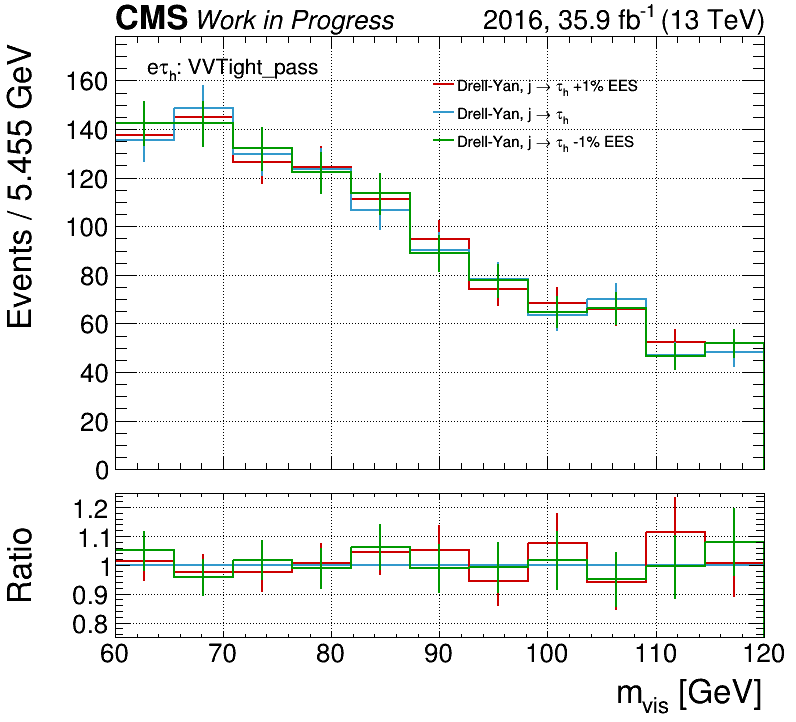 CMS Work in Progress 2016, 35.9 fb⁻¹ (13 TeV)
eτₕ: VVTight_pass
Drell-Yan, j → τₕ +1% EES
Drell-Yan, j → τₕ
Drell-Yan, j → τₕ -1% EES
Events / 5.455 GeV
160
140
120
100
80
60
40
20
0
Ratio
1.2
1.1
1
0.9
0.8
60 70 80 90 100 110 120
m_vis [GeV]